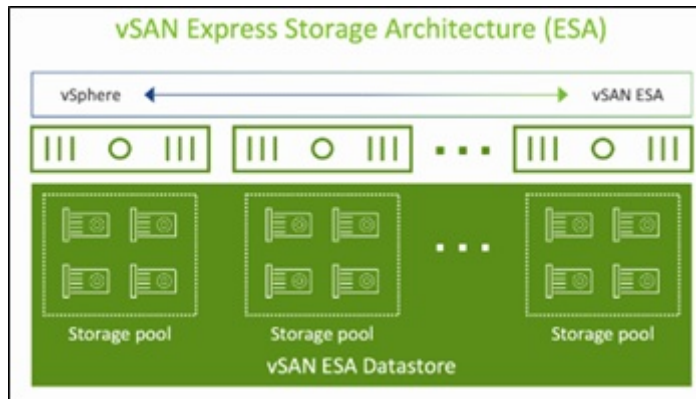 vSAN Express Storage Architecture (ESA)
vSphere vSAN ESA
Storage pool Storage pool Storage pool
vSAN ESA Datastore